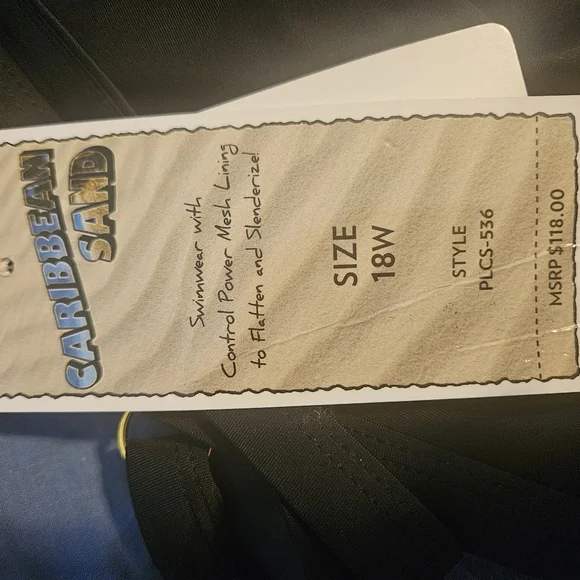 CARIBBEAN
SAND
Swimwear with
Control Power Mesh Lining
to Flatten and Slenderize!
SIZE
18W
STYLE
PLCS-536
MSRP $118.00